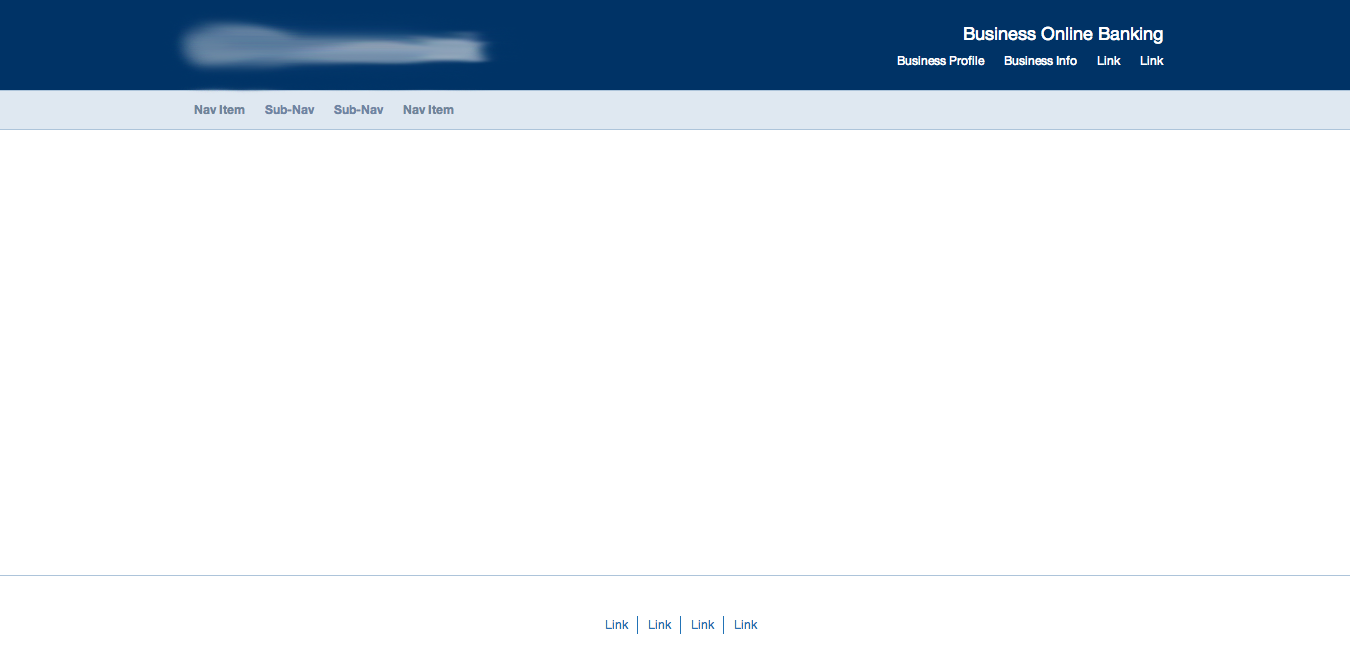 Business Online Banking
Business Profile Business Info Link Link
Nav Item Sub-Nav Sub-Nav Nav Item
Link Link Link Link